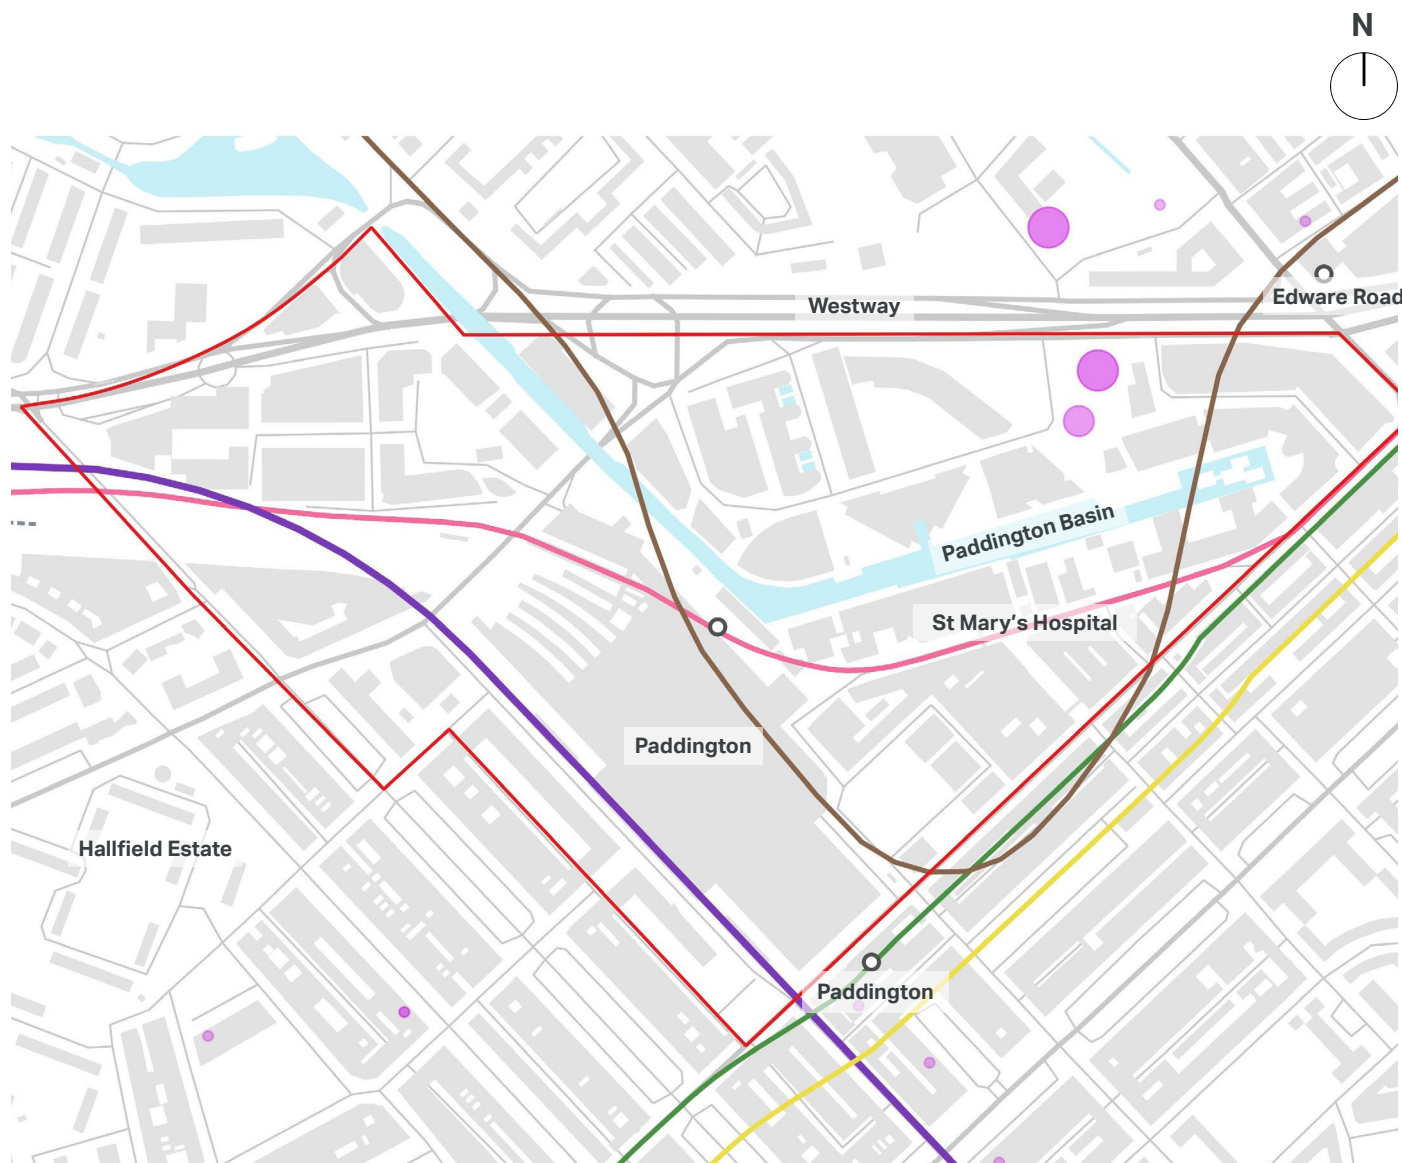 N
Westway
Edware Road
Paddington Basin
St Mary's Hospital
Paddington
Hallfield Estate
Paddington